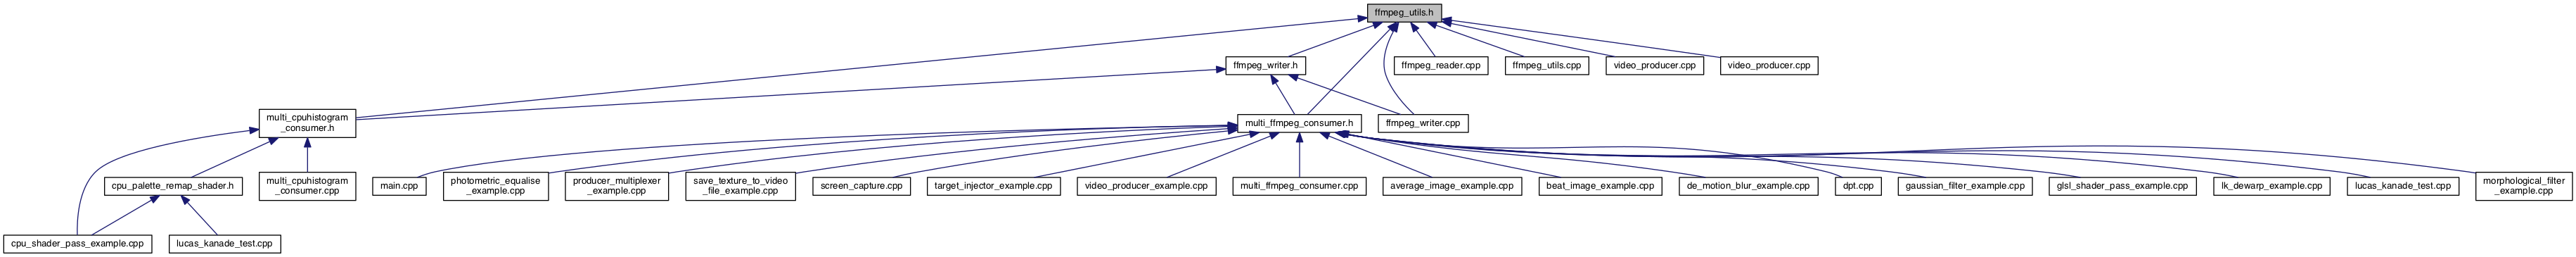 ffmpeg_utils.h
ffmpeg_writer.h
ffmpeg_reader.cpp
ffmpeg_utils.cpp
video_producer.cpp
video_producer.cpp
multi_cpuhistogram
_consumer.h
multi_ffmpeg_consumer.h
ffmpeg_writer.cpp
cpu_palette_remap_shader.h
multi_cpuhistogram
_consumer.cpp
main.cpp
photometric_equalise
_example.cpp
producer_multiplexer
_example.cpp
save_texture_to_video
_file_example.cpp
screen_capture.cpp
target_injector_example.cpp
video_producer_example.cpp
multi_ffmpeg_consumer.cpp
average_image_example.cpp
beat_image_example.cpp
de_motion_blur_example.cpp
dpt.cpp
gaussian_filter_example.cpp
glsl_shader_pass_example.cpp
lk_dewarp_example.cpp
lucas_kanade_test.cpp
morphological_filter
_example.cpp
cpu_shader_pass_example.cpp
lucas_kanade_test.cpp